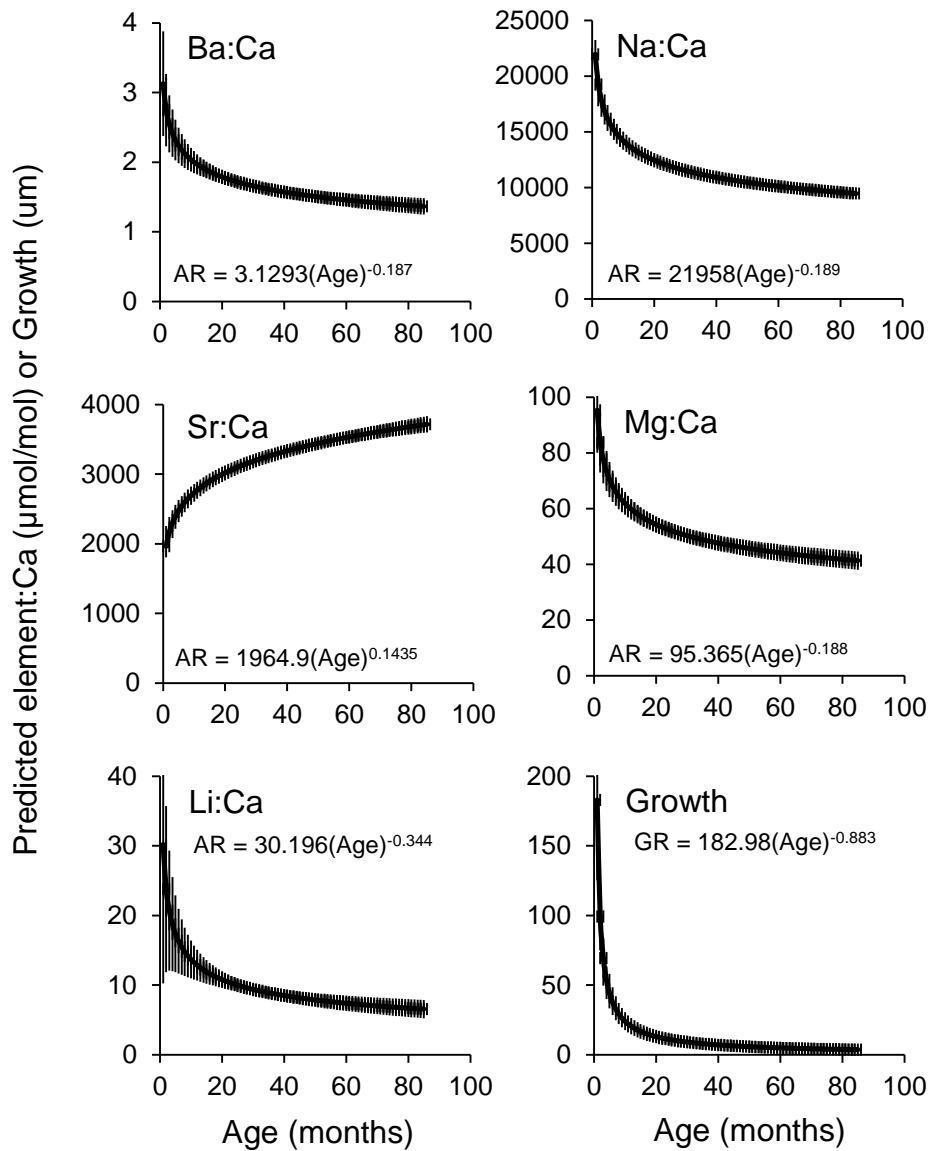 Predicted element:Ca (µmol/mol) or Growth (um)
Ba:Ca
4
3
2
1
0
AR = 3.1293(Age)-0.187
0 20 40 60 80 100
Na:Ca
25000
20000
15000
10000
5000
0
AR = 21958(Age)-0.189
0 20 40 60 80 100
Sr:Ca
4000
3000
2000
1000
0
AR = 1964.9(Age)0.1435
0 20 40 60 80 100
Mg:Ca
100
80
60
40
20
0
AR = 95.365(Age)-0.188
0 20 40 60 80 100
Li:Ca
AR = 30.196(Age)-0.344
40
30
20
10
0
0 20 40 60 80 100
Age (months)
Growth
GR = 182.98(Age)-0.883
200
150
100
50
0
0 20 40 60 80 100
Age (months)